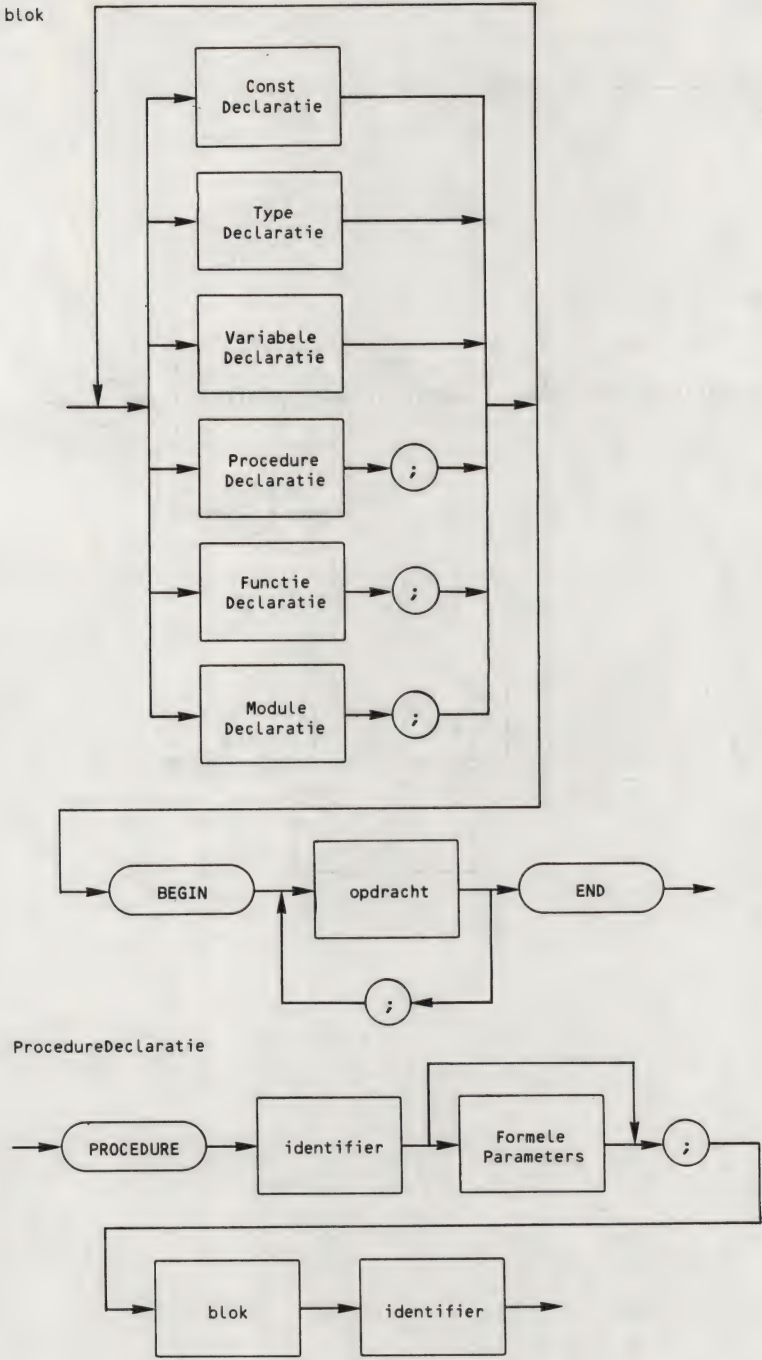 blok
Const
Declaratie
Type
Declaratie
Variabele
Declaratie
Procedure
Declaratie
;
Functie
Declaratie
;
Module
Declaratie
;
BEGIN
opdracht
END
;
ProcedureDeclaratie
PROCEDURE
identifier
Formele
Parameters
;
blok
identifier